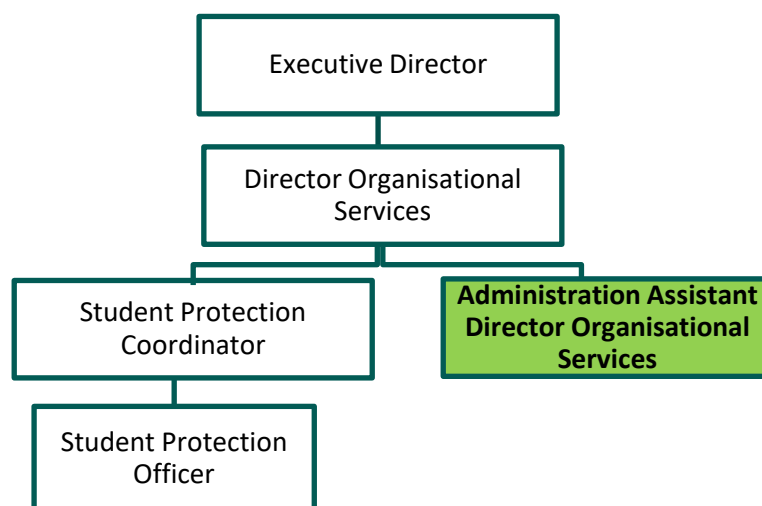 Executive Director
Director Organisational
Services
Student Protection
Coordinator
Administration Assistant
Director Organisational
Services
Student Protection
Officer